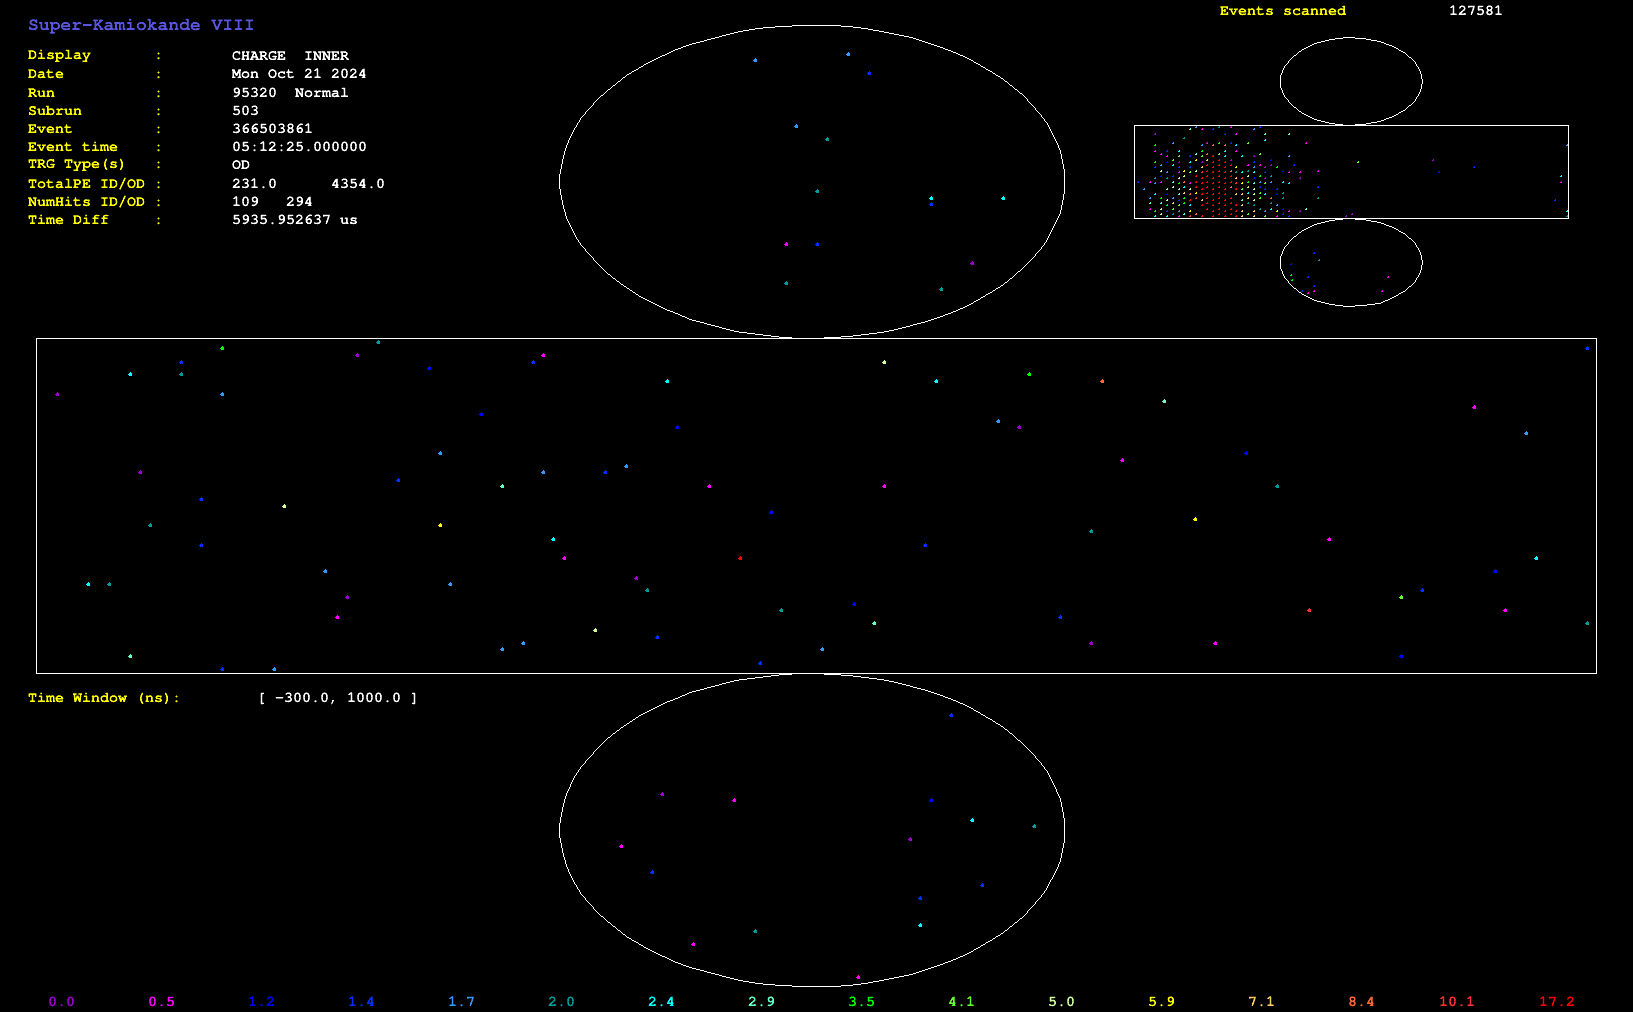 Super-Kamiokande VIII
Events scanned 127581
Display : CHARGE INNER
Date : Mon Oct 21 2024
Run : 95320 Normal
Subrun : 503
Event : 366503861
Event time : 05:12:25.000000
TRG Type(s) : OD
TotalPE ID/OD : 231.0 4354.0
NumHits ID/OD : 109 294
Time Diff : 5935.952637 us
Time Window (ns): [ −300.0, 1000.0 ]
0.0 0.5 1.2 1.4 1.7 2.0 2.4 2.9 3.5 4.1 5.0 5.9 7.1 8.4 10.1 17.2